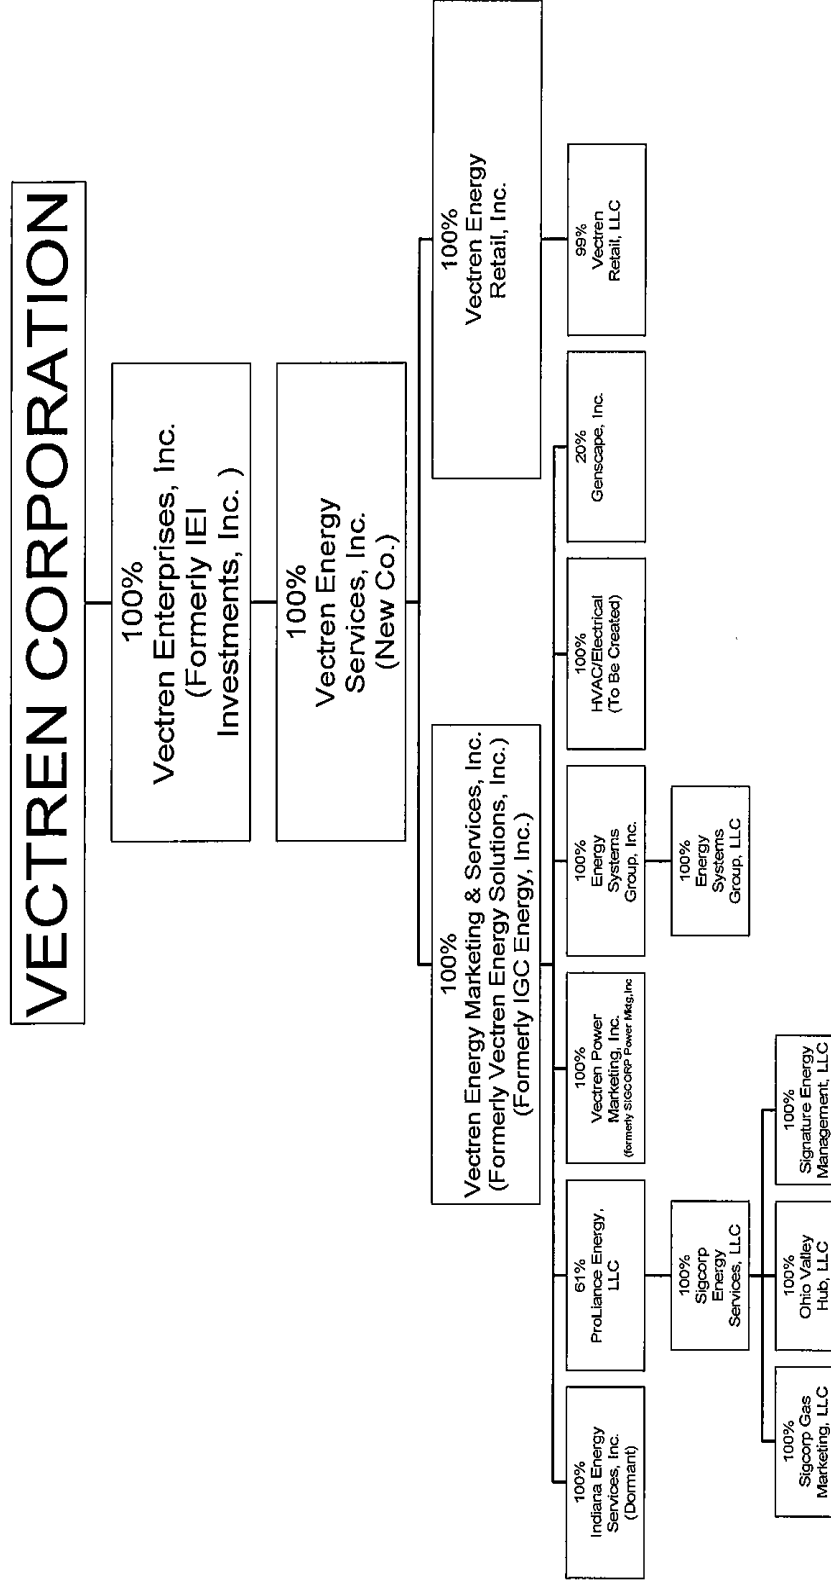 VECTREN CORPORATION
100%
Vectren Enterprises, Inc.
(Formerly IEI
Investments, Inc. )
100%
Vectren Energy
Services, Inc.
(New Co.)
100%
Vectren Energy Marketing & Services, Inc.
(Formerly Vectren Energy Solutions, Inc.)
(Formerly IGC Energy, Inc.)
100%
Vectren Energy
Retail, Inc.
100%
Indiana Energy
Services, Inc.
(Dormant)
61%
ProLiance Energy,
LLC
100%
Vectren Power
Marketing, Inc.
(formerly SIGCORP Power Mktg,Inc
100%
Energy
Systems
Group, Inc.
100%
HVAC/Electrical
(To Be Created)
20%
Genscape, Inc.
99%
Vectren
Retail, LLC
100%
Sigcorp
Energy
Services, LLC
100%
Energy
Systems
Group, LLC
100%
Sigcorp Gas
Marketing, LLC
100%
Ohio Valley
Hub, LLC
100%
Signature Energy
Management, LLC